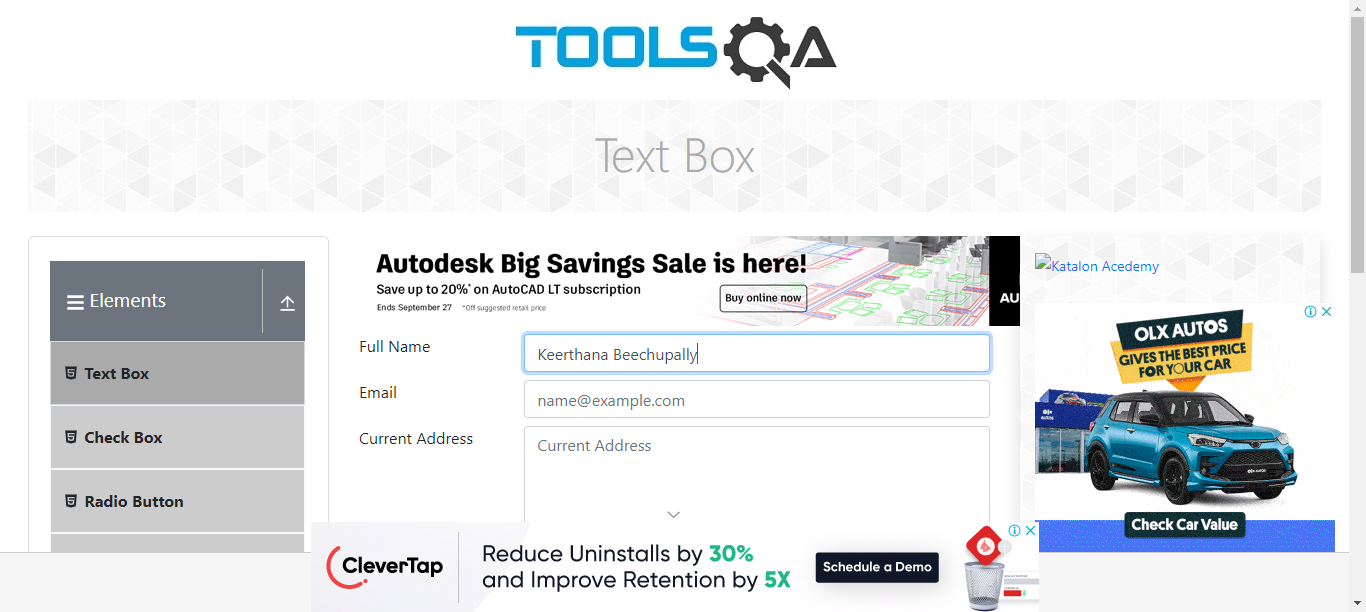 TOOLSQA
Text Box
Elements
Text Box
Check Box
Radio Button
Autodesk Big Savings Sale is here!
Save up to 20%* on AutoCAD LT subscription
Ends September 27 *Off suggested retail price
Buy online now
AU
Full Name
Keerthana Beechupally
Email
name@example.com
Current Address
Current Address
Katalon Acedemy
OLX AUTOS
GIVES THE BEST PRICE
FOR YOUR CAR
Check Car Value
CleverTap
Reduce Uninstalls by 30%
and Improve Retention by 5X
Schedule a Demo